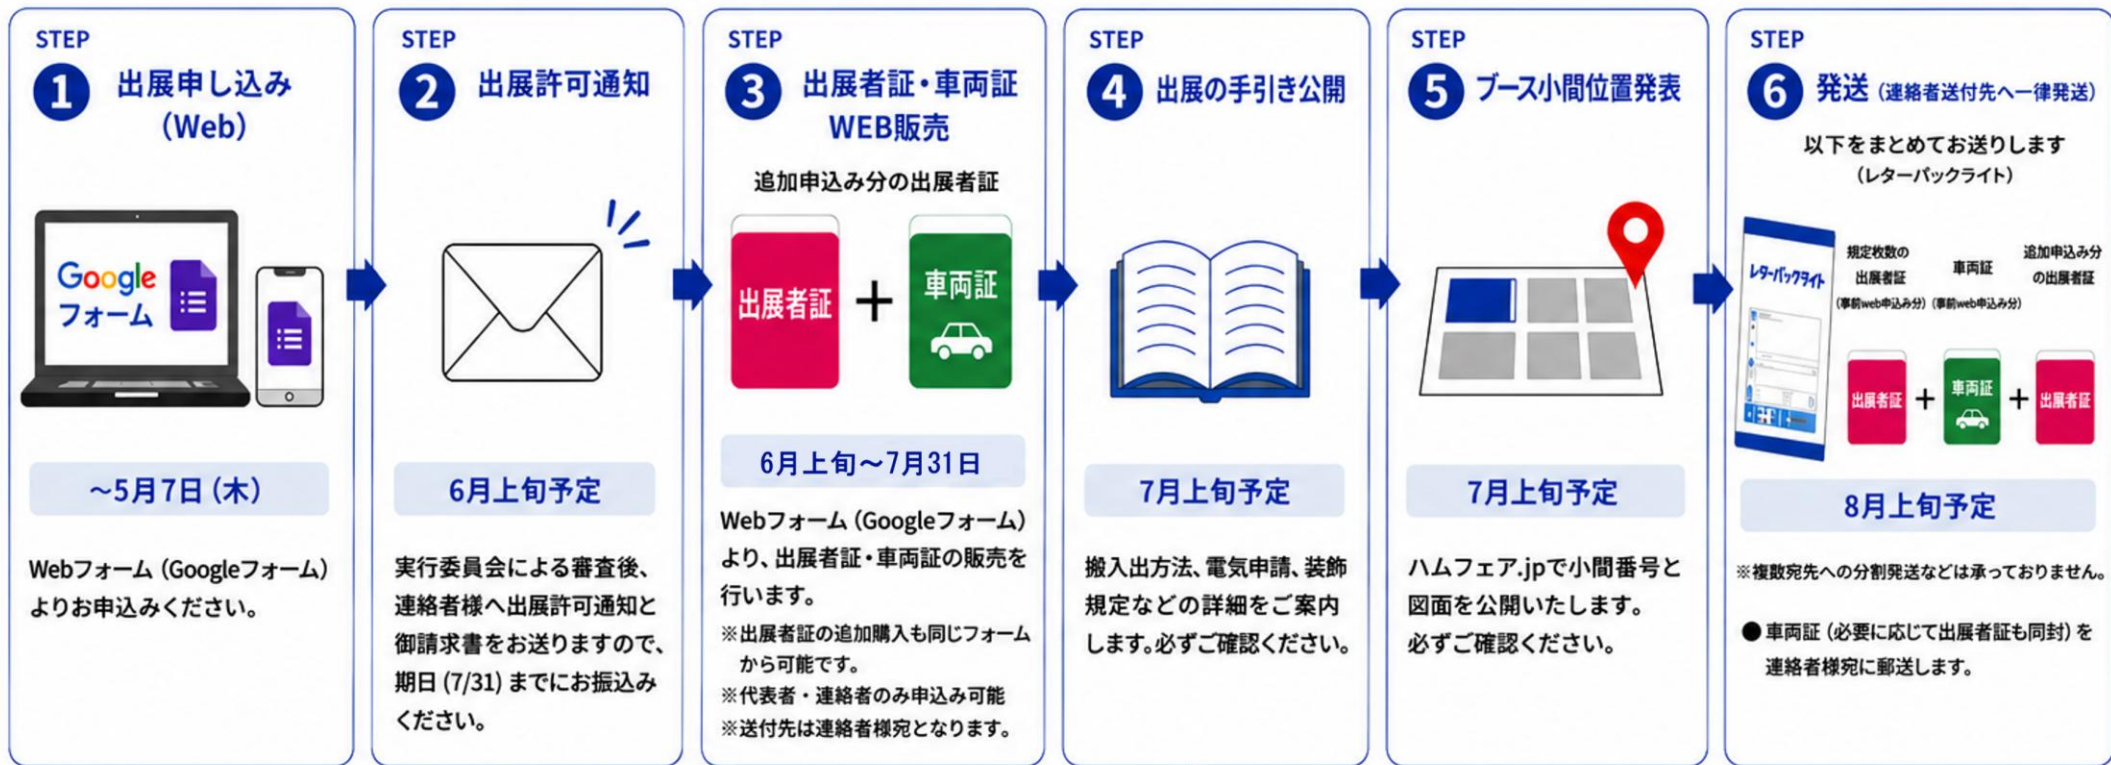 STEP
1 出展申し込み
（Web）
Google
フォーム
～5月7日（木）
Webフォーム（Googleフォーム）
よりお申込みください。
STEP
2 出展許可通知
6月上旬予定
実行委員会による審査後、
連絡者様へ出展許可通知と
御請求書をお送りますので、
期日（7/31）までにお振込み
ください。
STEP
3 出展者証・車両証
WEB販売
追加申込み分の出展者証
出展者証
+
車両証
6月上旬～7月31日
Webフォーム（Googleフォーム）
より、出展者証・車両証の販売を
行います。
※出展者証の追加購入も同じフォーム
から可能です。
※代表者・連絡者のみ申込み可能
※送付先は連絡者様宛となります。
STEP
4 出展の手引き公開
7月上旬予定
搬入出方法、電気申請、装飾
規定などの詳細をご案内
します。必ずご確認ください。
STEP
5 ブース小間位置発表
7月上旬予定
ハムフェア.jpで小間番号と
図面を公開いたします。
必ずご確認ください。
STEP
6 発送（連絡者送付先へ一律発送）
以下をまとめてお送りします
（レターパックライト）
レターパックライト
規定枚数の
出展者証
（事前web申込み分）
車両証
（事前web申込み分）
追加申込み分
の出展者証
出展者証
+
車両証
+
出展者証
8月上旬予定
※複数宛先への分割発送などは承っておりません。
●車両証（必要に応じて出展者証も同封）を
連絡者様宛に郵送します。